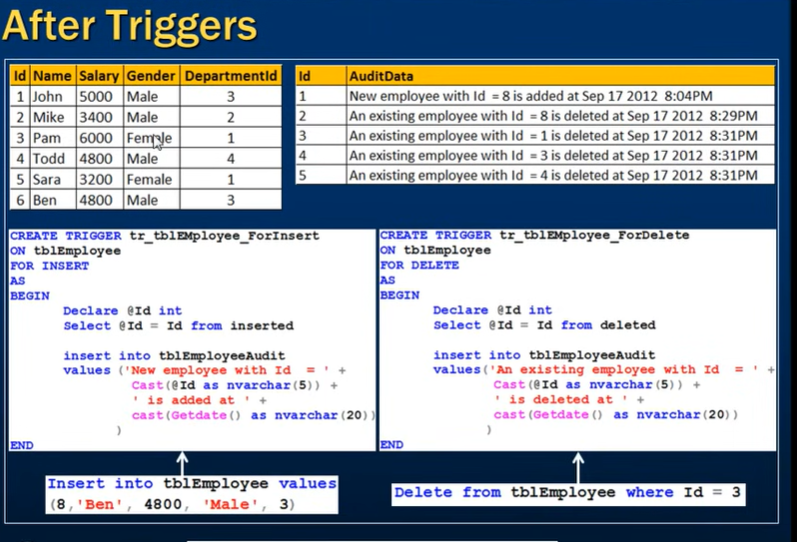 After Triggers
Id Name Salary Gender DepartmentId
1 John 5000 Male 3
2 Mike 3400 Male 2
3 Pam 6000 Female 1
4 Todd 4800 Male 4
5 Sara 3200 Female 1
6 Ben 4800 Male 3
Id AuditData
1 New employee with Id = 8 is added at Sep 17 2012 8:04PM
2 An existing employee with Id = 8 is deleted at Sep 17 2012 8:29PM
3 An existing employee with Id = 1 is deleted at Sep 17 2012 8:31PM
4 An existing employee with Id = 3 is deleted at Sep 17 2012 8:31PM
5 An existing employee with Id = 4 is deleted at Sep 17 2012 8:31PM
CREATE TRIGGER tr_tblEMployee_ForInsert
ON tblEmployee
FOR INSERT
AS
BEGIN
Declare @Id int
Select @Id = Id from inserted
insert into tblEmployeeAudit
values ('New employee with Id = ' +
Cast(@Id as nvarchar(5)) +
' is added at ' +
cast(Getdate() as nvarchar(20))
)
END
CREATE TRIGGER tr_tblEMployee_ForDelete
ON tblEmployee
FOR DELETE
AS
BEGIN
Declare @Id int
Select @Id = Id from deleted
insert into tblEmployeeAudit
values('An existing employee with Id = ' +
Cast(@Id as nvarchar(5)) +
' is deleted at ' +
cast(Getdate() as nvarchar(20))
)
END
Insert into tblEmployee values
(8,'Ben', 4800, 'Male', 3)
Delete from tblEmployee where Id = 3